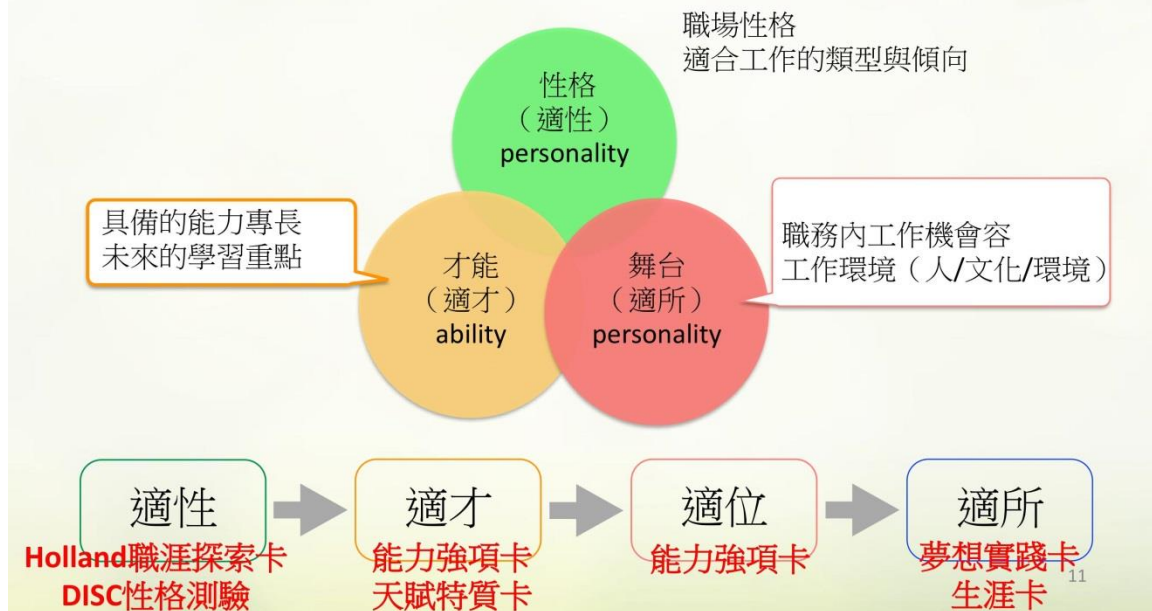 職場性格
適合工作的類型與傾向
性格
（適性）
personality
具備的能力專長
未來的學習重點
才能
（適才）
ability
舞台
（適所）
personality
職務內工作機會容
工作環境（人/文化/環境）
適性
Holland職涯探索卡
DISC性格測驗
適才
能力強項卡
天賦特質卡
適位
能力強項卡
適所
夢想實踐卡
生涯卡
11